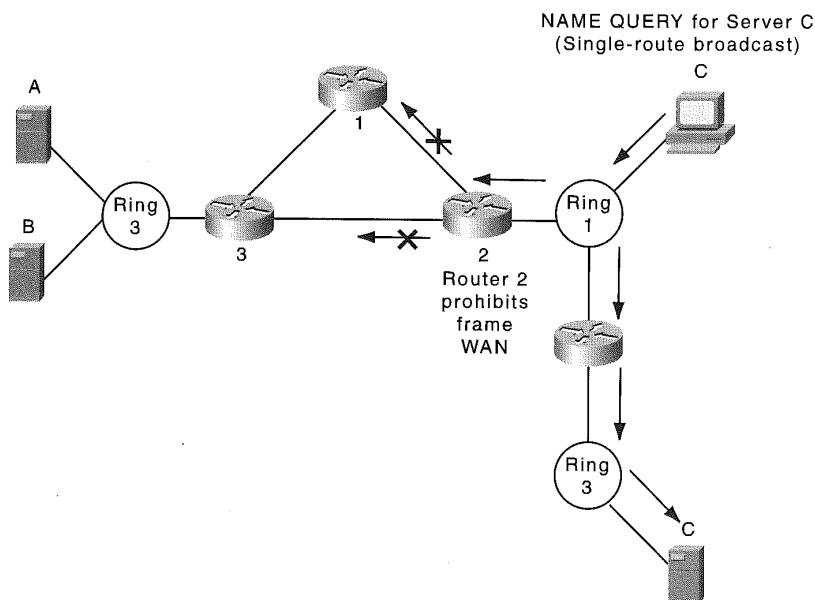 NAME QUERY for Server C
(Single-route broadcast)
C
A
1
Ring
3
B
3
2
Router 2
prohibits
frame
WAN
Ring
1
Ring
3
C